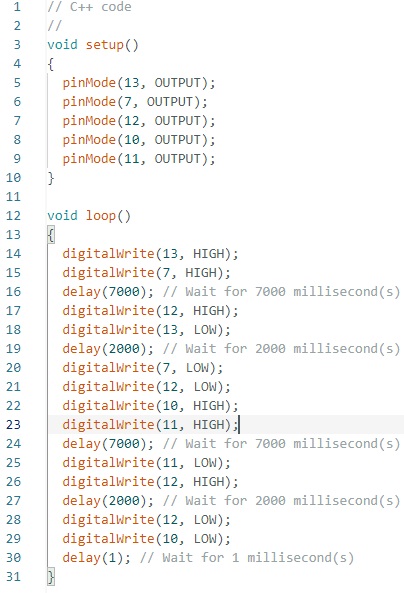 1 // C++ code
2 //
3 void setup()
4 {
5   pinMode(13, OUTPUT);
6   pinMode(7, OUTPUT);
7   pinMode(12, OUTPUT);
8   pinMode(10, OUTPUT);
9   pinMode(11, OUTPUT);
10 }
11
12 void loop()
13 {
14   digitalWrite(13, HIGH);
15   digitalWrite(7, HIGH);
16   delay(7000); // Wait for 7000 millisecond(s)
17   digitalWrite(12, HIGH);
18   digitalWrite(13, LOW);
19   delay(2000); // Wait for 2000 millisecond(s)
20   digitalWrite(7, LOW);
21   digitalWrite(12, LOW);
22   digitalWrite(10, HIGH);
23   digitalWrite(11, HIGH);
24   delay(7000); // Wait for 7000 millisecond(s)
25   digitalWrite(11, LOW);
26   digitalWrite(12, HIGH);
27   delay(2000); // Wait for 2000 millisecond(s)
28   digitalWrite(12, LOW);
29   digitalWrite(10, LOW);
30   delay(1); // Wait for 1 millisecond(s)
31 }